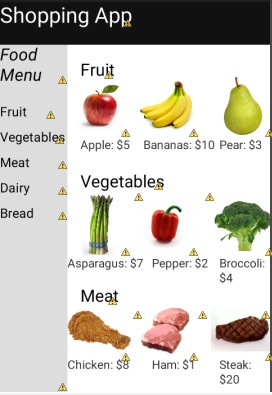 Shopping App
Food
Menu
Fruit
Vegetables
Meat
Dairy
Bread
Fruit
Apple: $5
Bananas: $10
Pear: $3
Vegetables
Asparagus: $7
Pepper: $2
Broccoli:
$4
Meat
Chicken: $8
Ham: $1
Steak:
$20